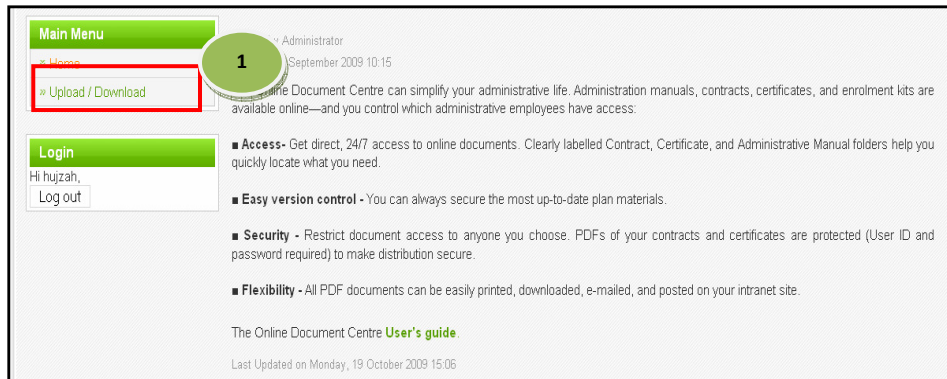 Main Menu
» Home
» Upload / Download
1
Login
Hi hujzah,
Log out
Administrator
September 2009 10:15
Online Document Centre can simplify your administrative life. Administration manuals, contracts, certificates, and enrolment kits are
available online—and you control which administrative employees have access:
■ Access- Get direct, 24/7 access to online documents. Clearly labelled Contract, Certificate, and Administrative Manual folders help you
quickly locate what you need.
■ Easy version control - You can always secure the most up-to-date plan materials.
■ Security - Restrict document access to anyone you choose. PDFs of your contracts and certificates are protected (User ID and
password required) to make distribution secure.
■ Flexibility - All PDF documents can be easily printed, downloaded, e-mailed, and posted on your intranet site.
The Online Document Centre User's guide.
Last Updated on Monday, 19 October 2009 15:06